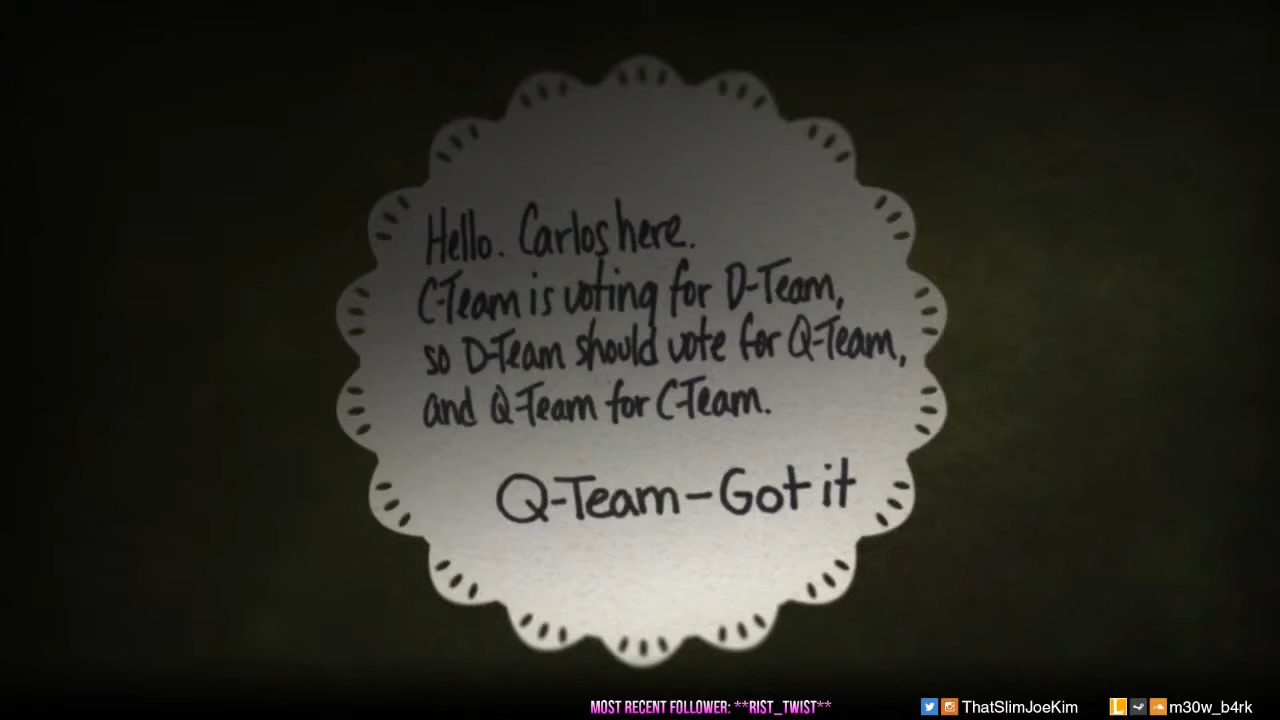 Hello. Carlos here.
C-Team is voting for D-Team,
so D-Team should vote for Q-Team,
and Q-Team for C-Team.
Q-Team-Got it
MOST RECENT FOLLOWER: **RIST_TWIST**
ThatSlimJoeKim
m30w_b4rk